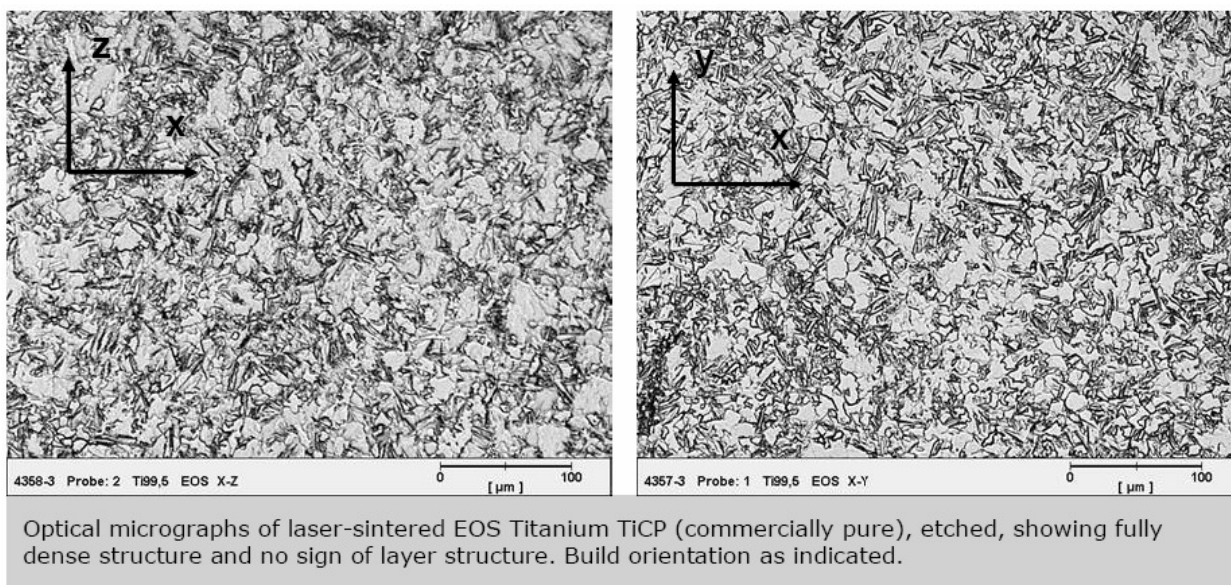 z
x
y
x
4358-3 Probe: 2 Ti99,5 EOS X-Z
0 100
[ µm ]
4357-3 Probe: 1 Ti99,5 EOS X-Y
0 100
[ µm ]
Optical micrographs of laser-sintered EOS Titanium TiCP (commercially pure), etched, showing fully
dense structure and no sign of layer structure. Build orientation as indicated.